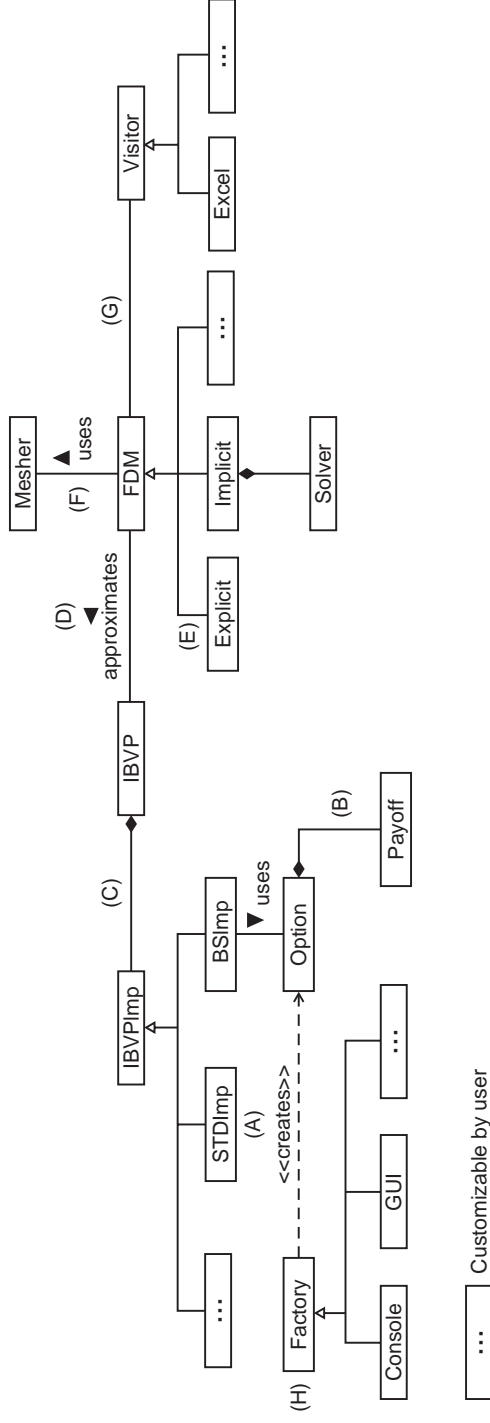 Mesher
(F)
uses
(D)
(G)
(C)
approximates
IBVPImp
IBVP
FDM
Visitor
(E)
...
STDImp
BSImp
Explicit
Implicit
...
Excel
...
(A)
uses
<<creates>>
Solver
(H)
Factory
Option
(B)
Console
GUI
...
Payoff
... Customizable by user